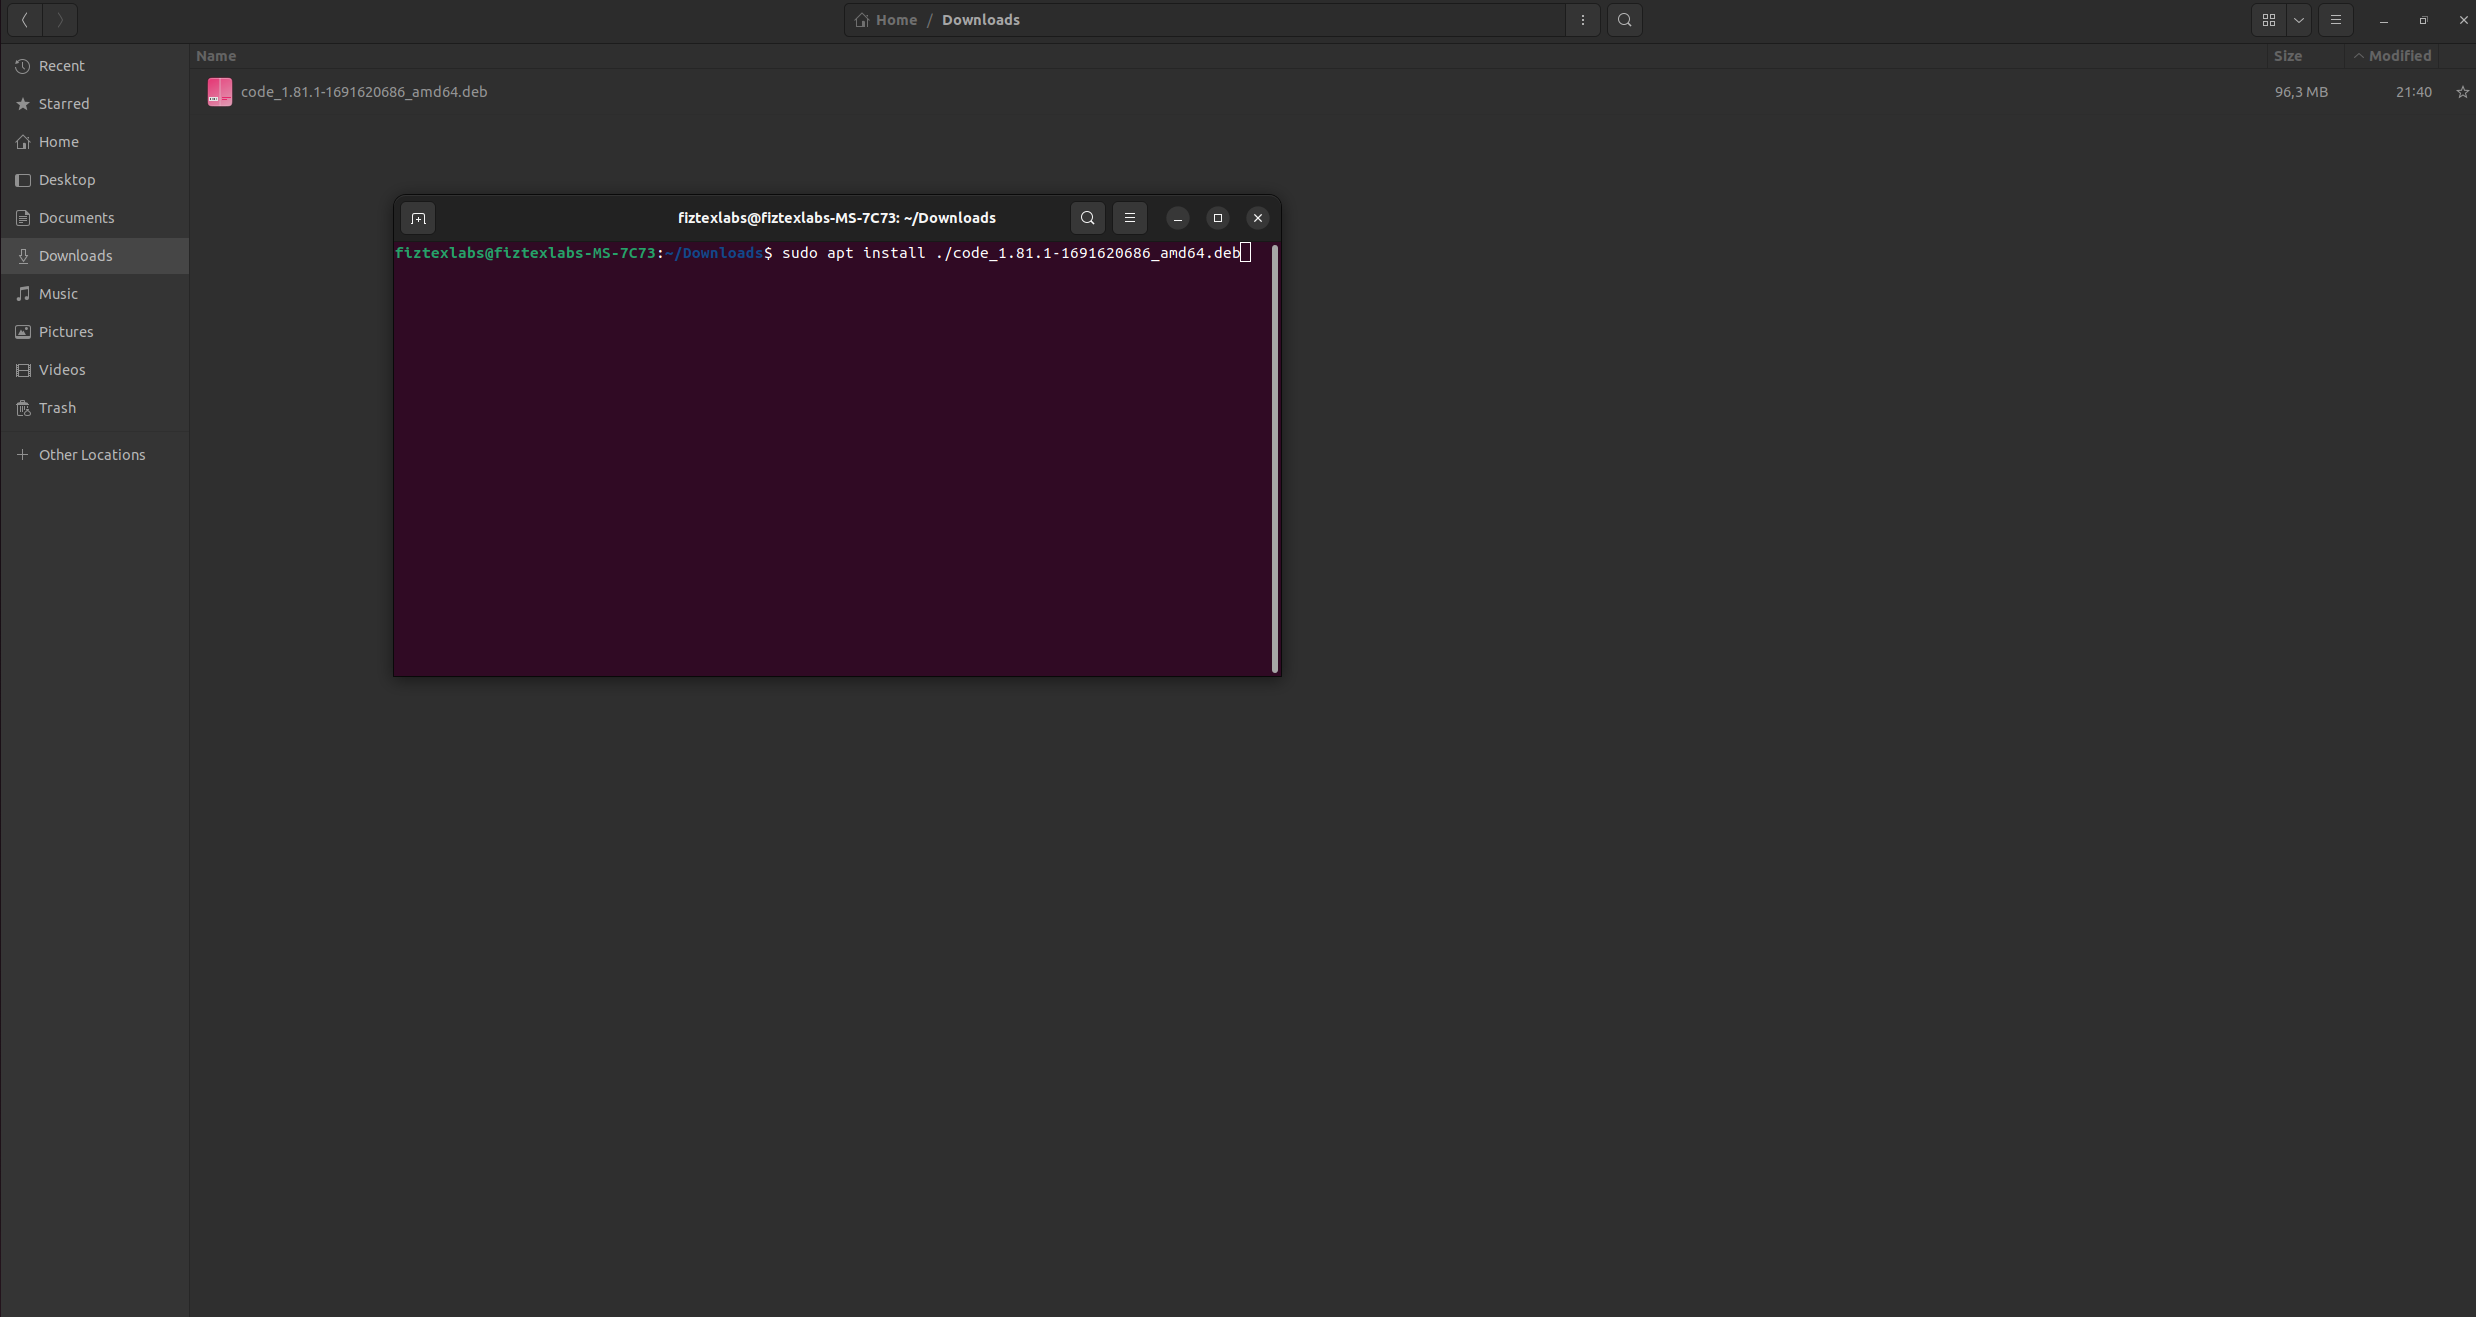 Home / Downloads
Name Size Modified
Recent
Starred
Home
Desktop
Documents
Downloads
Music
Pictures
Videos
Trash
Other Locations
code_1.81.1-1691620686_amd64.deb 96,3 MB 21:40
fiztexlabs@fiztexlabs-MS-7C73: ~/Downloads
fiztexlabs@fiztexlabs-MS-7C73:~/Downloads$ sudo apt install ./code_1.81.1-1691620686_amd64.deb